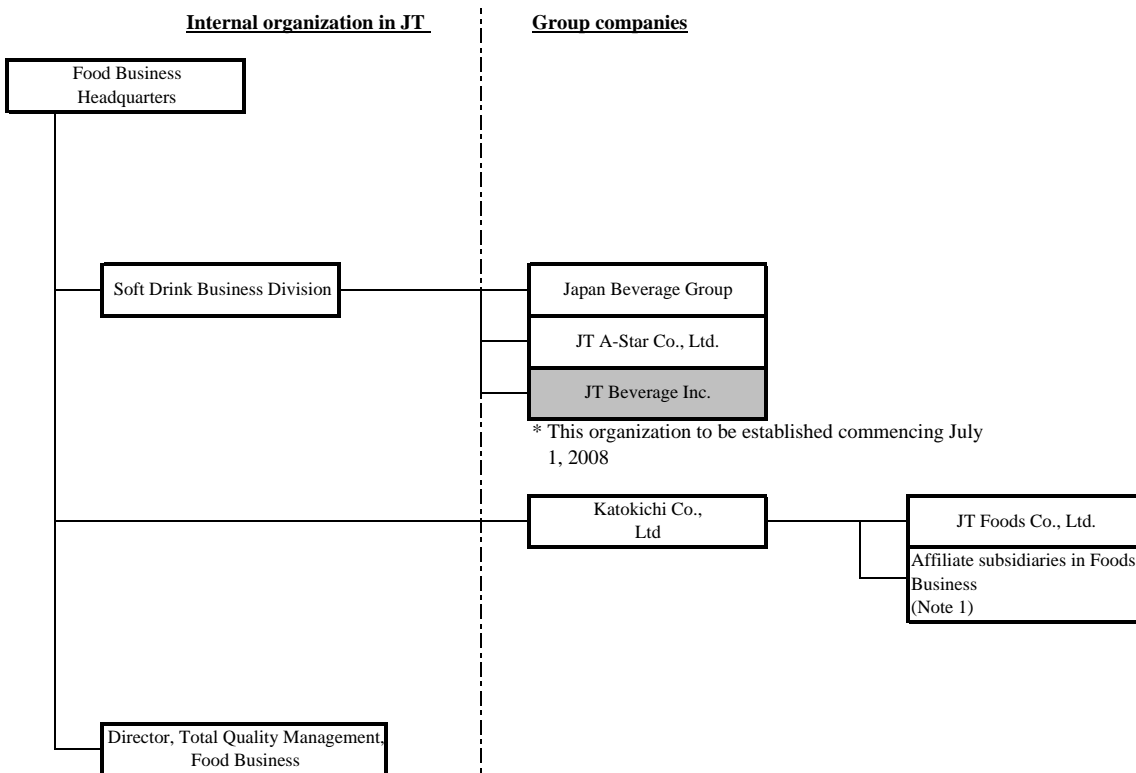 Internal organization in JT
Group companies
Food Business
Headquarters
Soft Drink Business Division
Japan Beverage Group
JT A-Star Co., Ltd.
JT Beverage Inc.
* This organization to be established commencing July
1, 2008
Katokichi Co.,
Ltd
JT Foods Co., Ltd.
Affiliate subsidiaries in Foods
Business
(Note 1)
Director, Total Quality Management,
Food Business